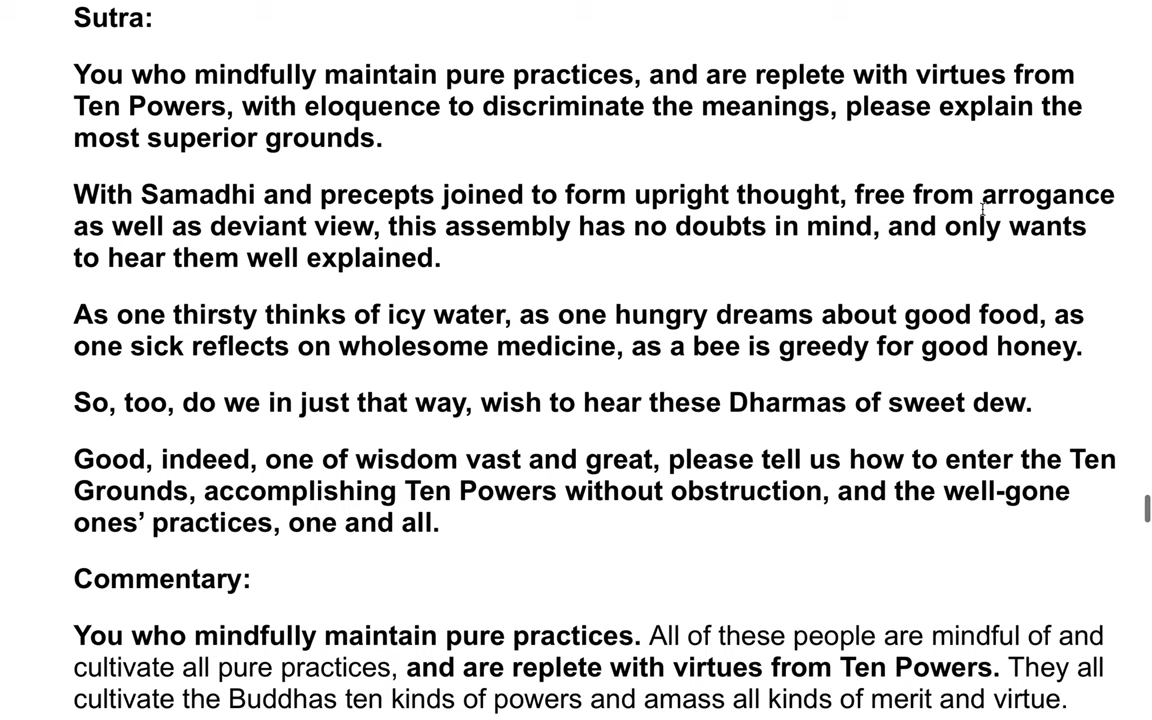 Sutra:
You who mindfully maintain pure practices, and are replete with virtues from
Ten Powers, with eloquence to discriminate the meanings, please explain the
most superior grounds.
With Samadhi and precepts joined to form upright thought, free from arrogance
as well as deviant view, this assembly has no doubts in mind, and only wants
to hear them well explained.
As one thirsty thinks of icy water, as one hungry dreams about good food, as
one sick reflects on wholesome medicine, as a bee is greedy for good honey.
So, too, do we in just that way, wish to hear these Dharmas of sweet dew.
Good, indeed, one of wisdom vast and great, please tell us how to enter the Ten
Grounds, accomplishing Ten Powers without obstruction, and the well-gone
ones’ practices, one and all.
Commentary:
You who mindfully maintain pure practices. All of these people are mindful of and
cultivate all pure practices, and are replete with virtues from Ten Powers. They all
cultivate the Buddhas ten kinds of powers and amass all kinds of merit and virtue.